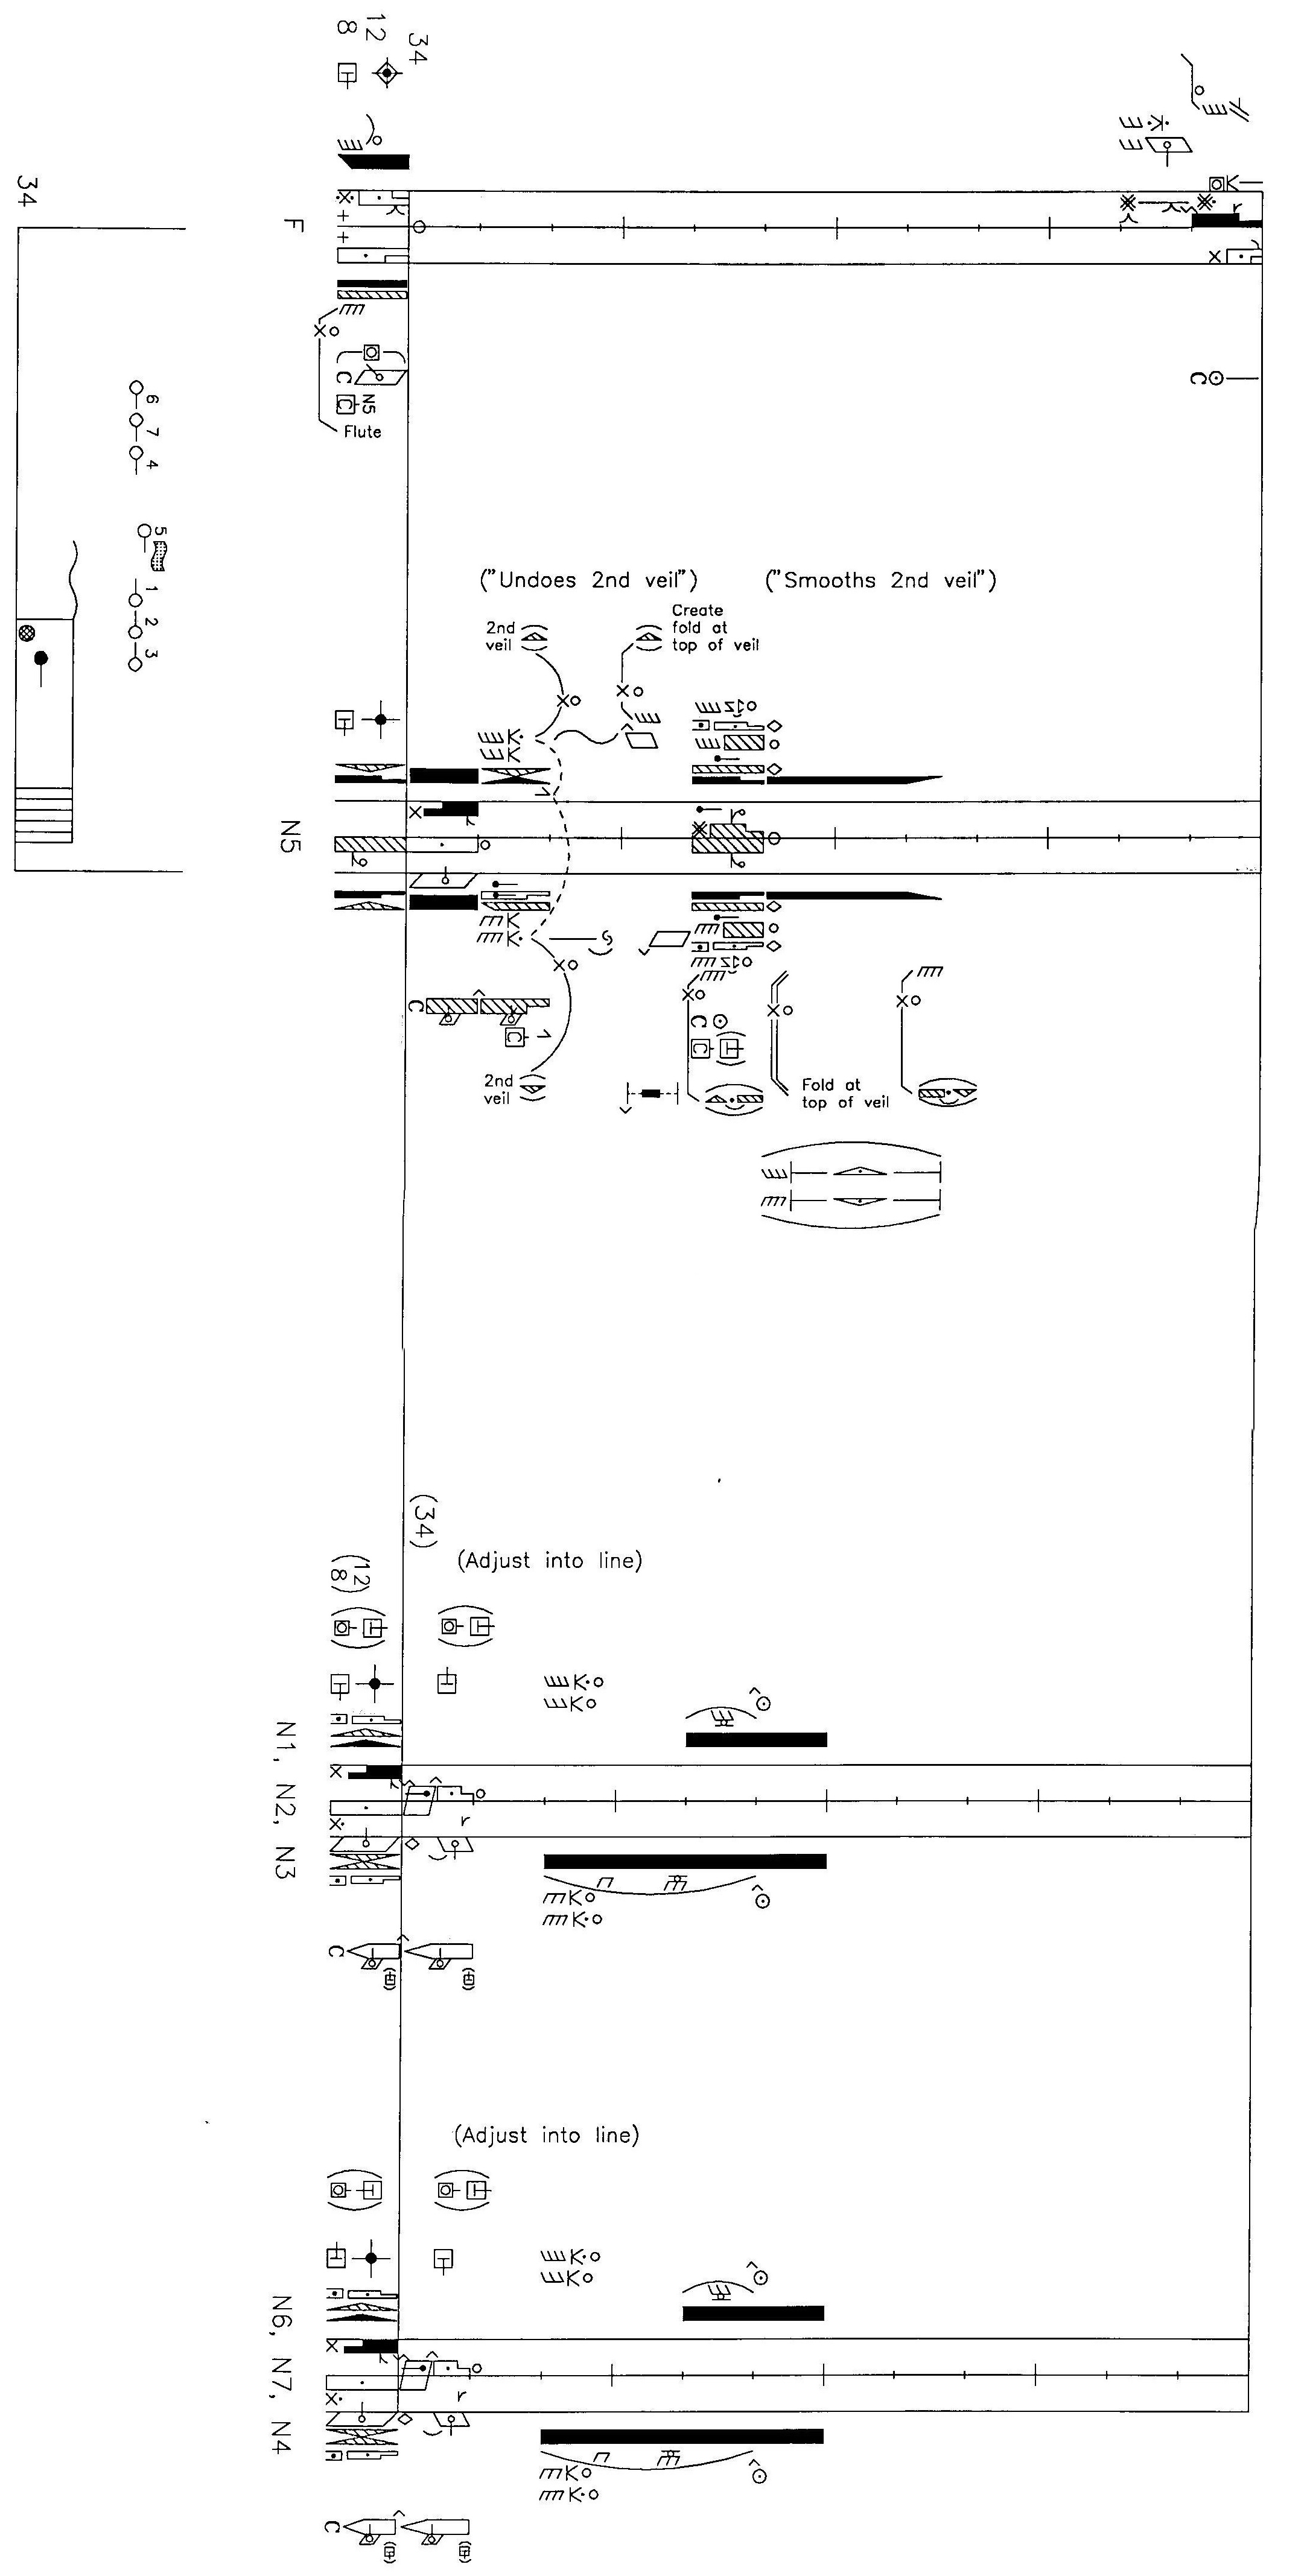 34
12
8
34
F
N5
Flute
6
7
4
5
1
2
3
("Undoes 2nd veil")
("Smooths 2nd veil")
2nd
veil
Create
fold at
top of veil
N5
2nd
veil
Fold at
top of veil
(34)
(12
8)
(Adjust into line)
N1, N2, N3
(Adjust into line)
N6, N7, N4